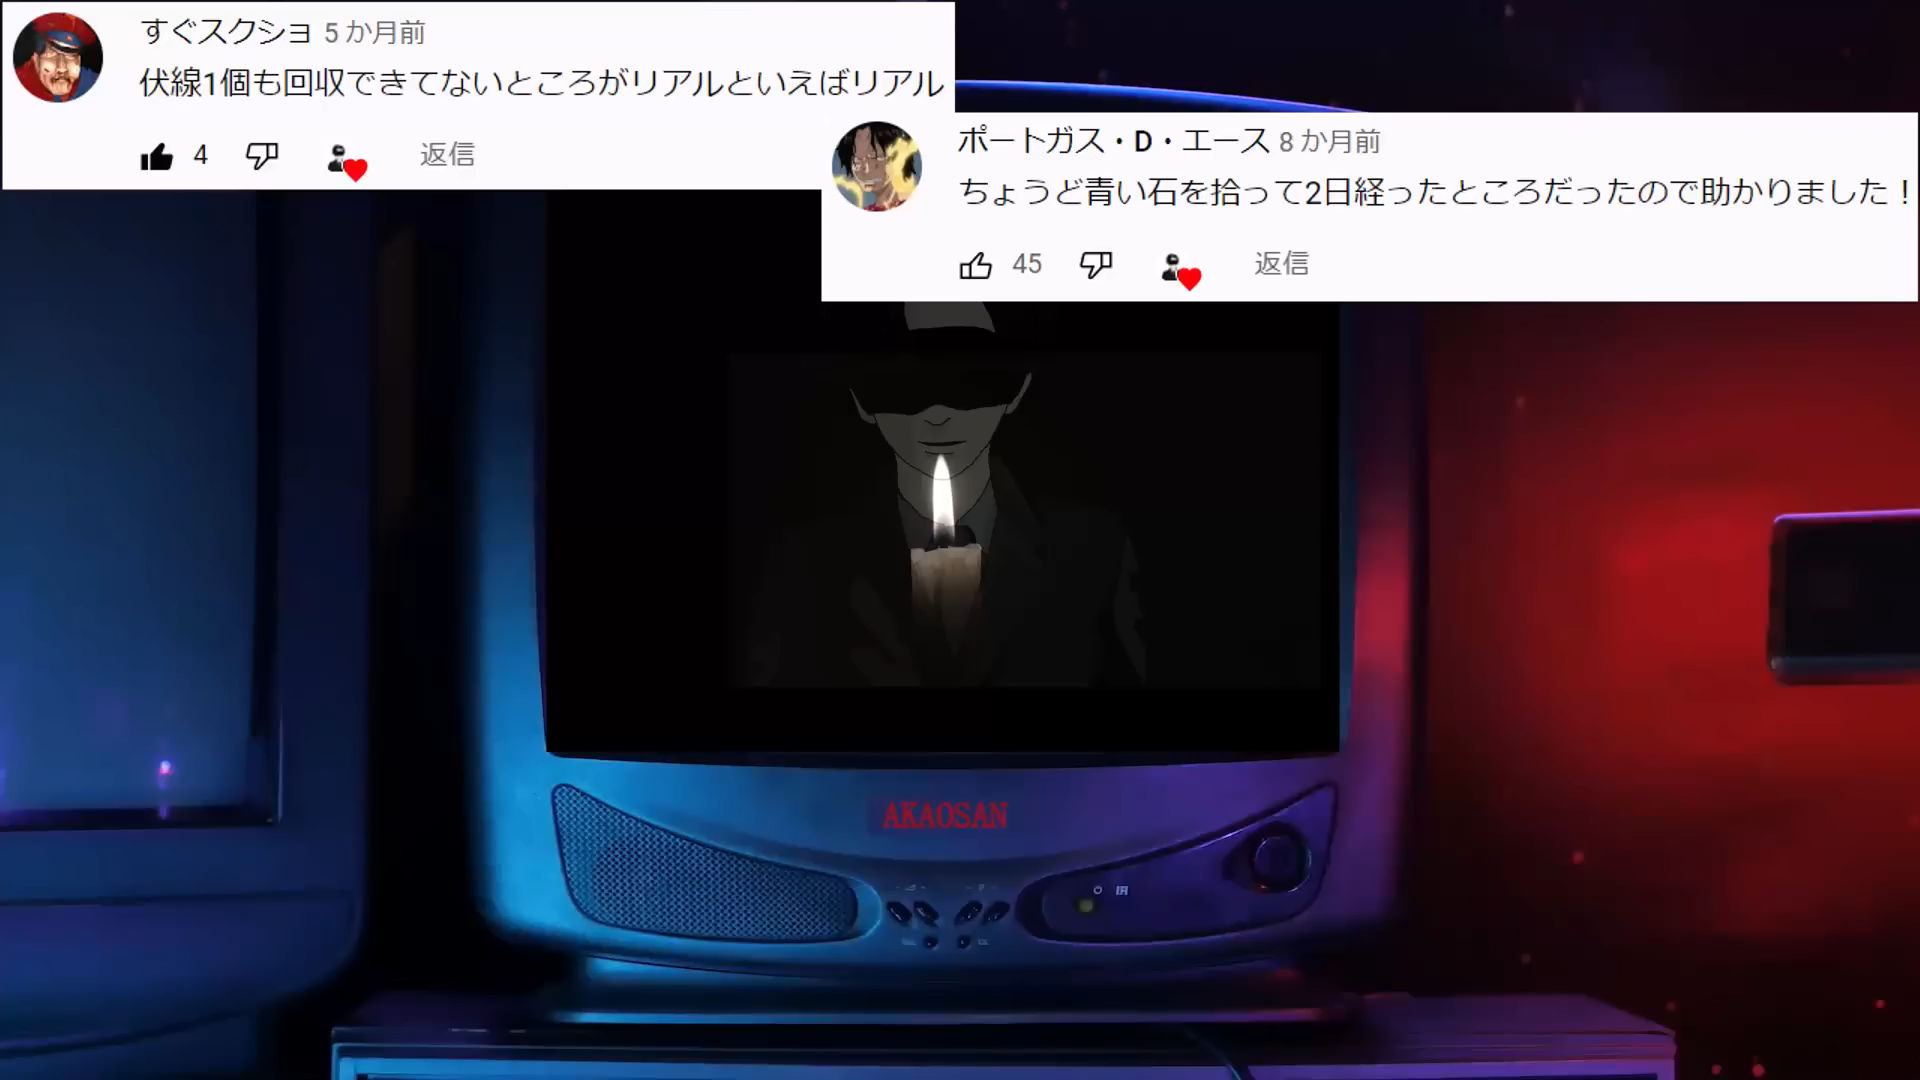 すぐスクショ 5 か月前
伏線1個も回収できてないところがリアルといえばリアル
4 返信
ポートガス・D・エース 8 か月前
ちょうど青い石を拾って2日経ったところだったので助かりました！
45 返信
AKAOSAN